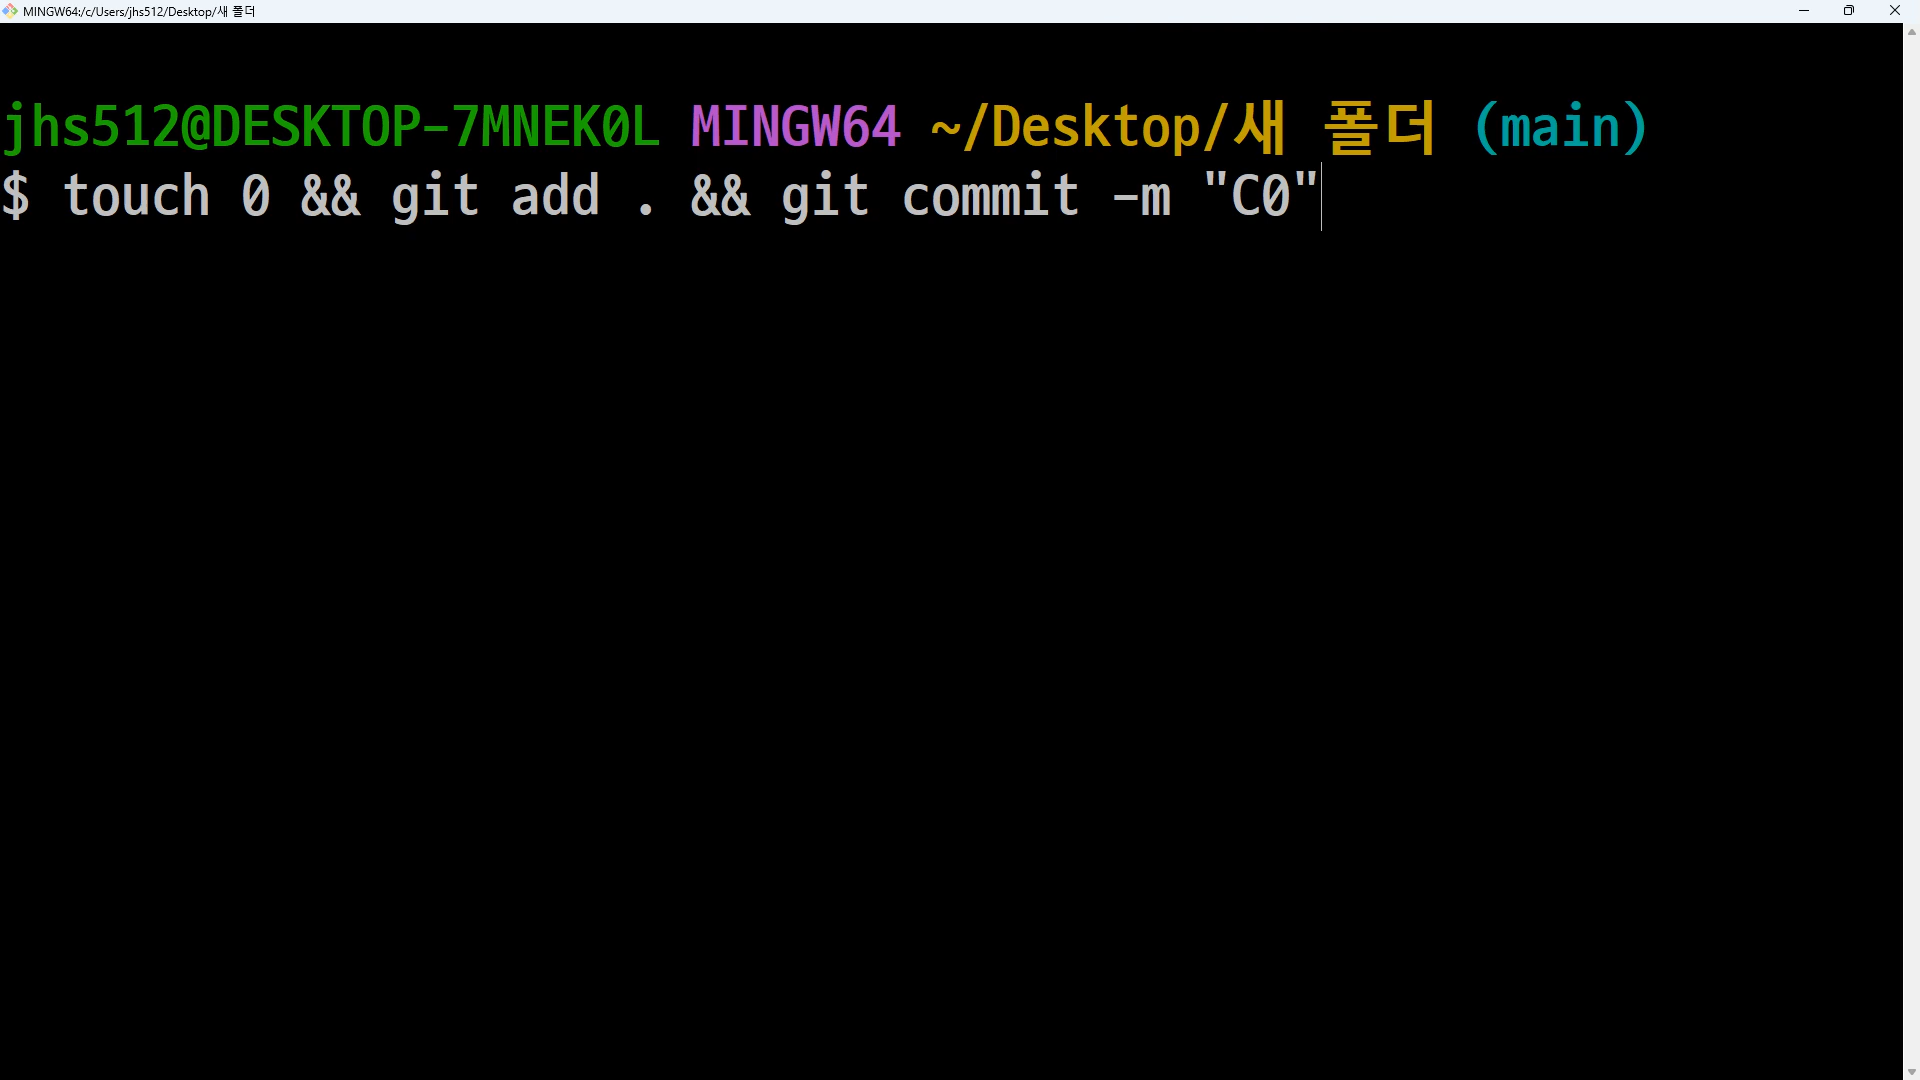 MINGW64:/c/Users/jhs512/Desktop/새 폴더
jhs512@DESKTOP-7MNEK0L MINGW64 ~/Desktop/새 폴더 (main)
$ touch 0 && git add . && git commit -m "C0"